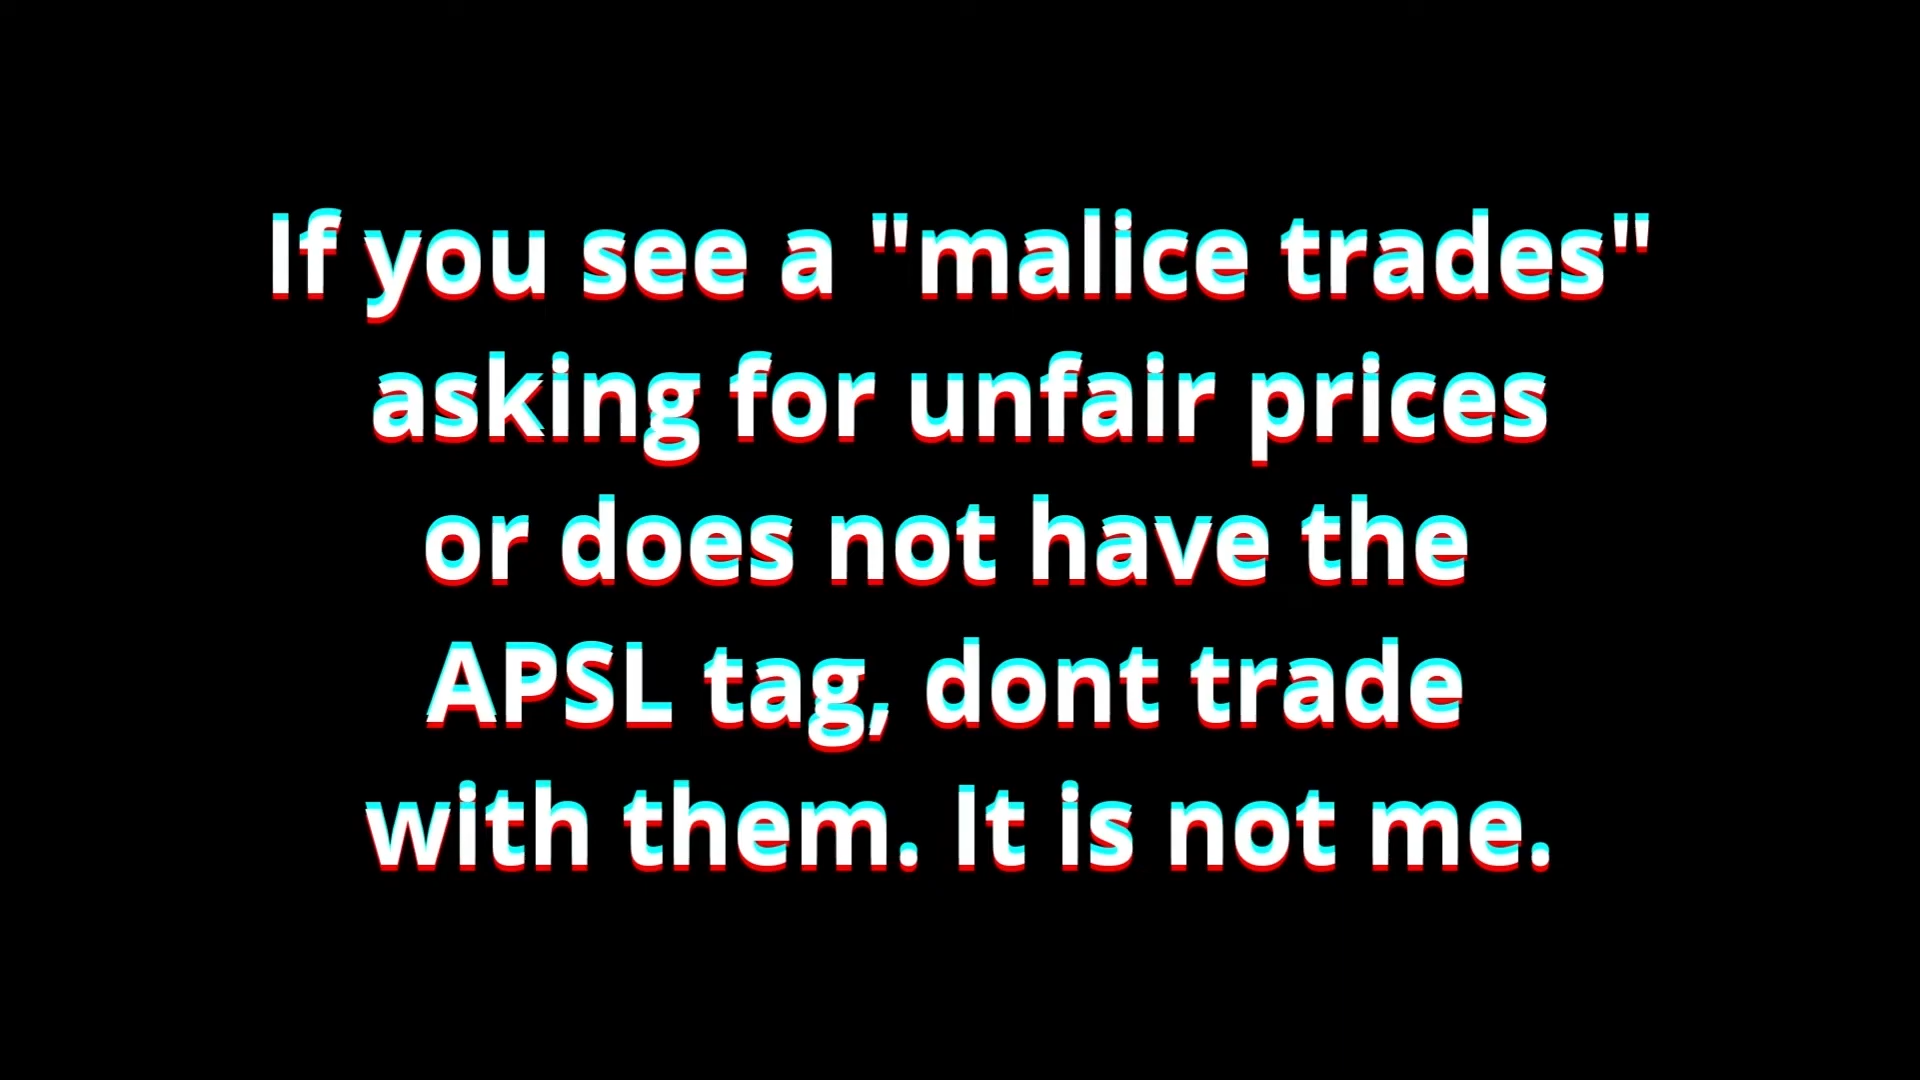 If you see a "malice trades"
asking for unfair prices
or does not have the
APSL tag, dont trade
with them. It is not me.